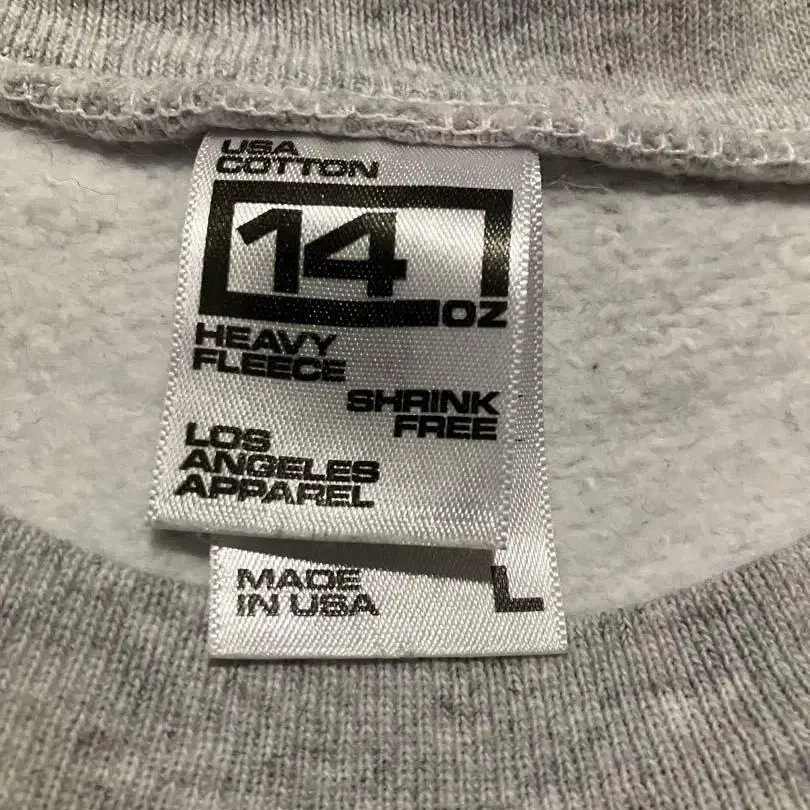 USA
COTTON
14
OZ
HEAVY
FLEECE
SHRINK
FREE
LOS
ANGELES
APPAREL
MADE
IN USA
L